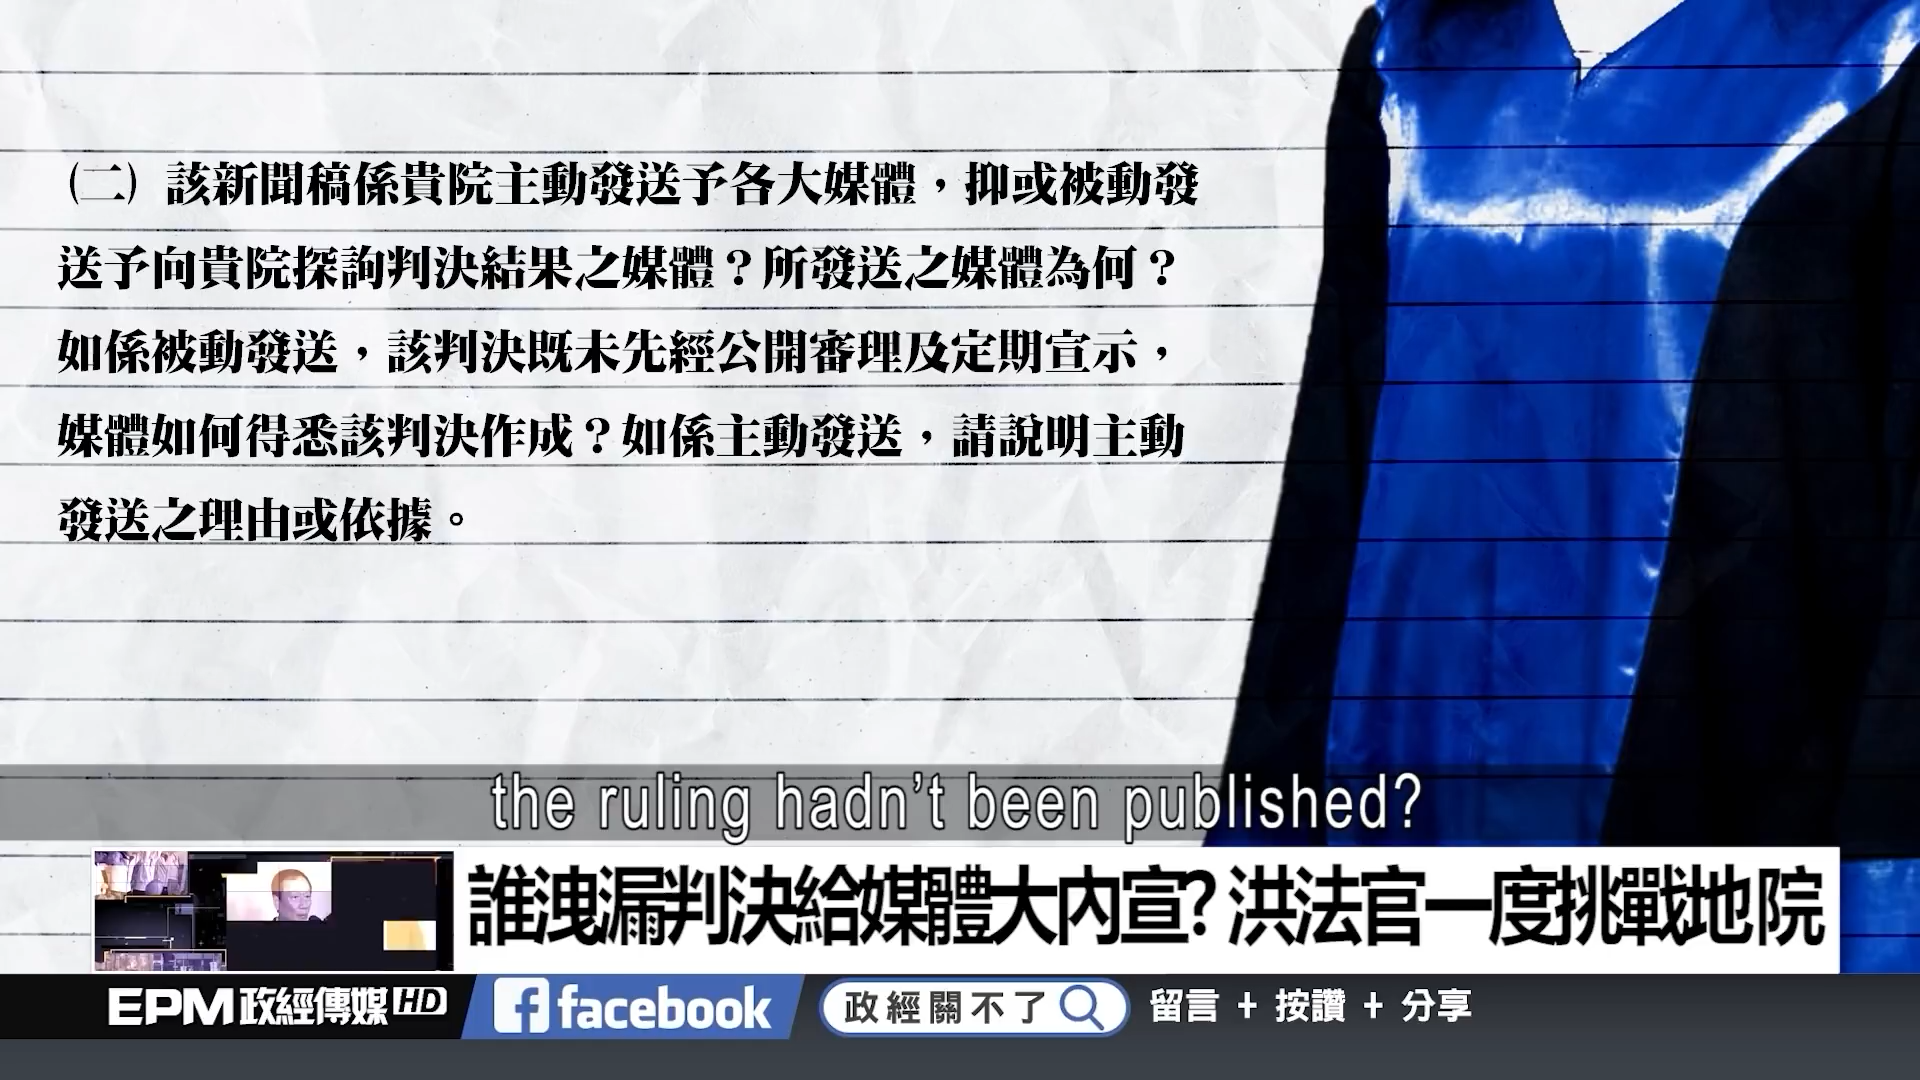 (二) 該新聞稿係貴院主動發送予各大媒體，抑或被動發
送予向貴院探詢判決結果之媒體？所發送之媒體為何？
如係被動發送，該判決既未先經公開審理及定期宣示，
媒體如何得悉該判決作成？如係主動發送，請說明主動
發送之理由或依據。
the ruling hadn't been published?
誰洩漏判決給媒體大內宣? 洪法官一度挑戰地院
EPM政經傳媒HD facebook 政經關不了 留言 + 按讚 + 分享